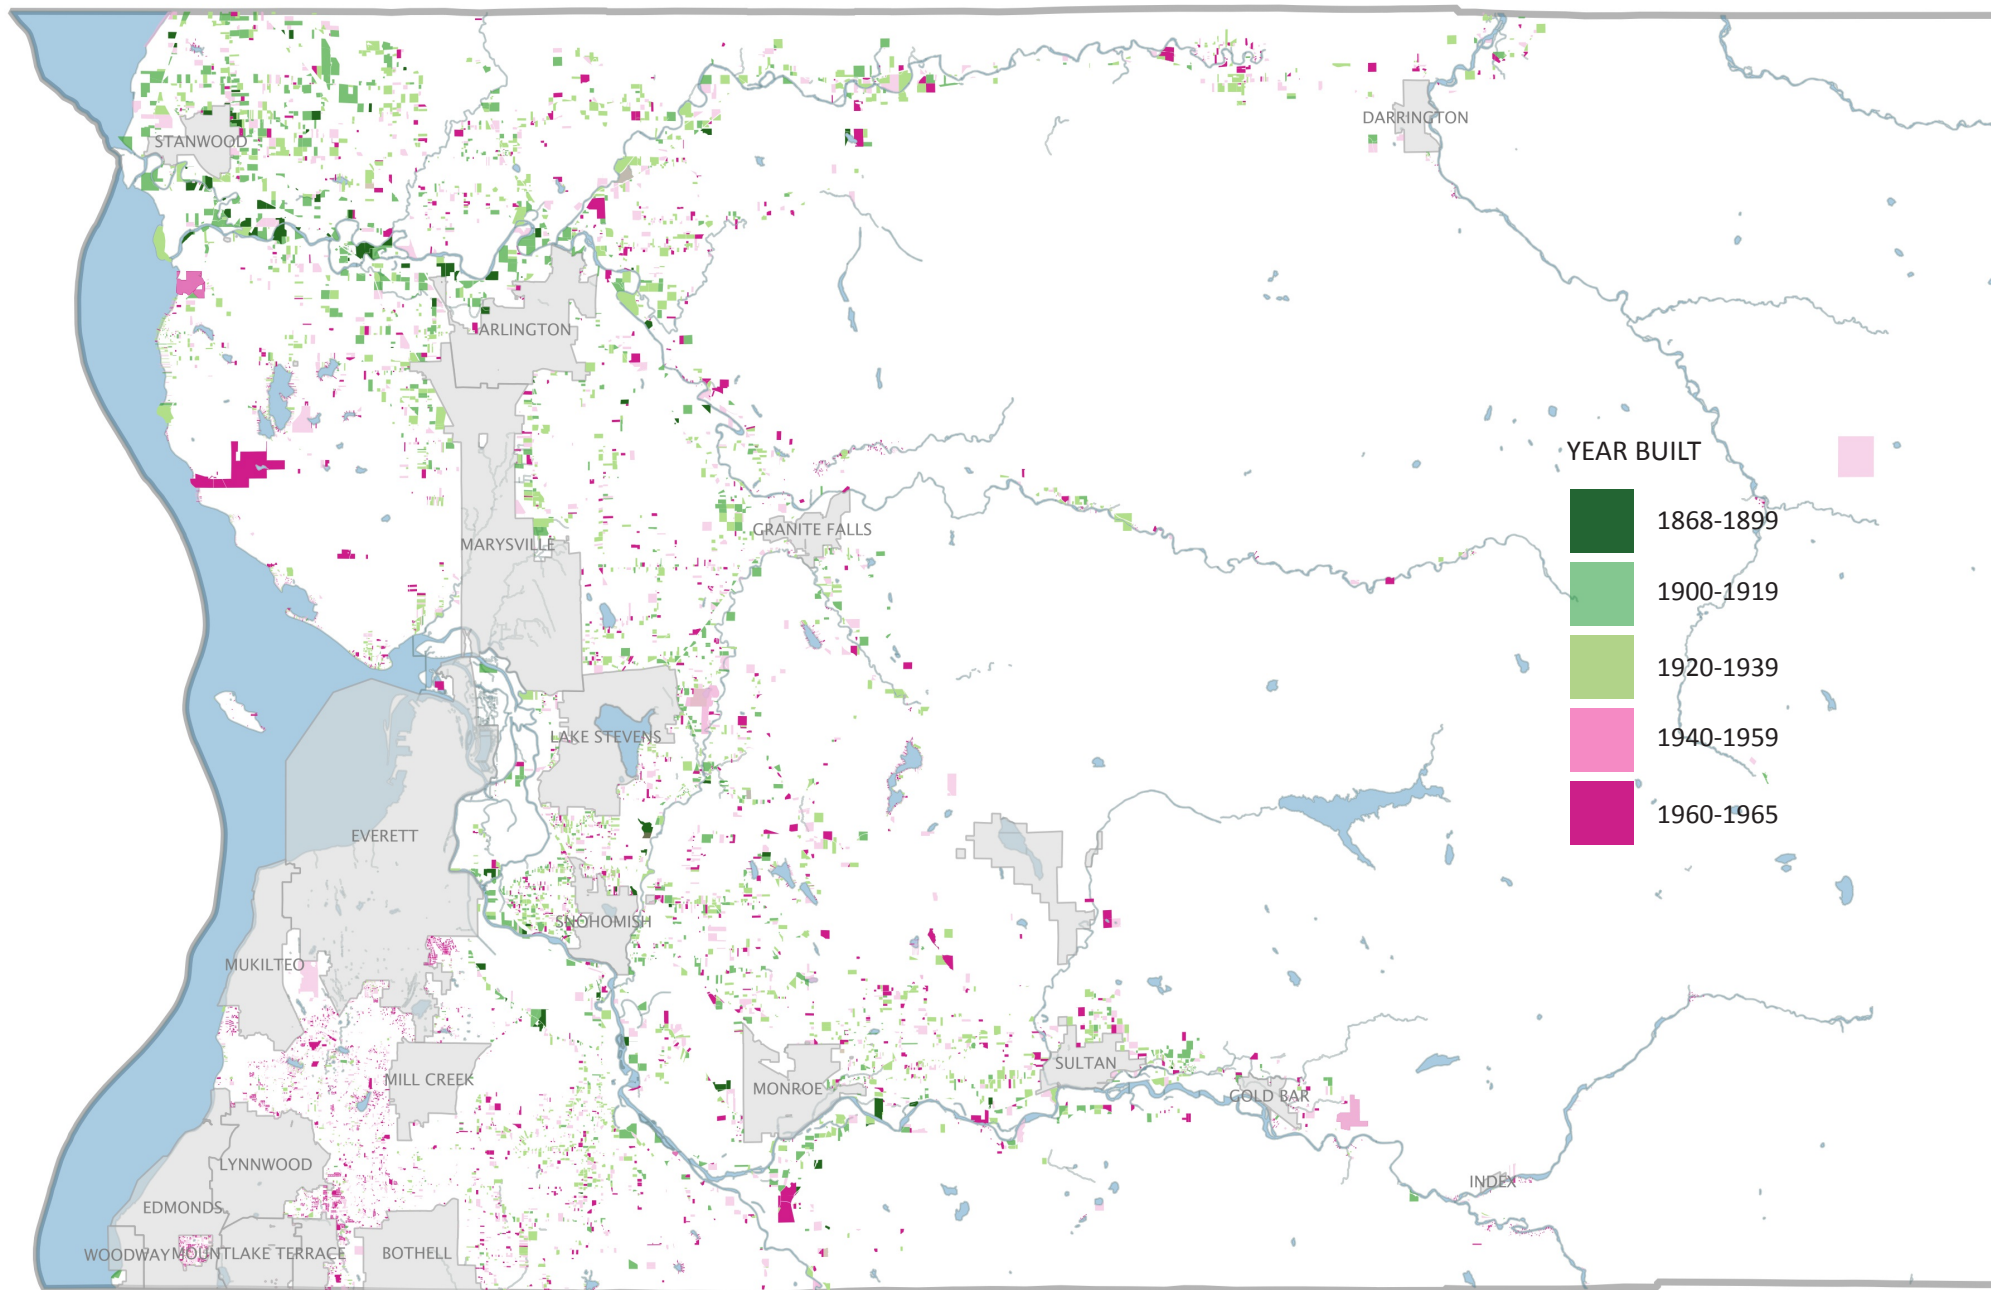 DARRINGTON
STANWOOD
ARLINGTON
YEAR BUILT
1868-1899
GRANITE FALLS
MARYSVILLE
1900-1919
1920-1939
LAKE STEVENS
1940-1959
1960-1965
EVERETT
SNOHOMISH
MUKILTEO
SULTAN
MILL CREEK
MONROE
GOLD BAR
LYNNWOOD
INDEX
EDMONDS
WOODWAY MOUNTLAKE TERRACE BOTHELL